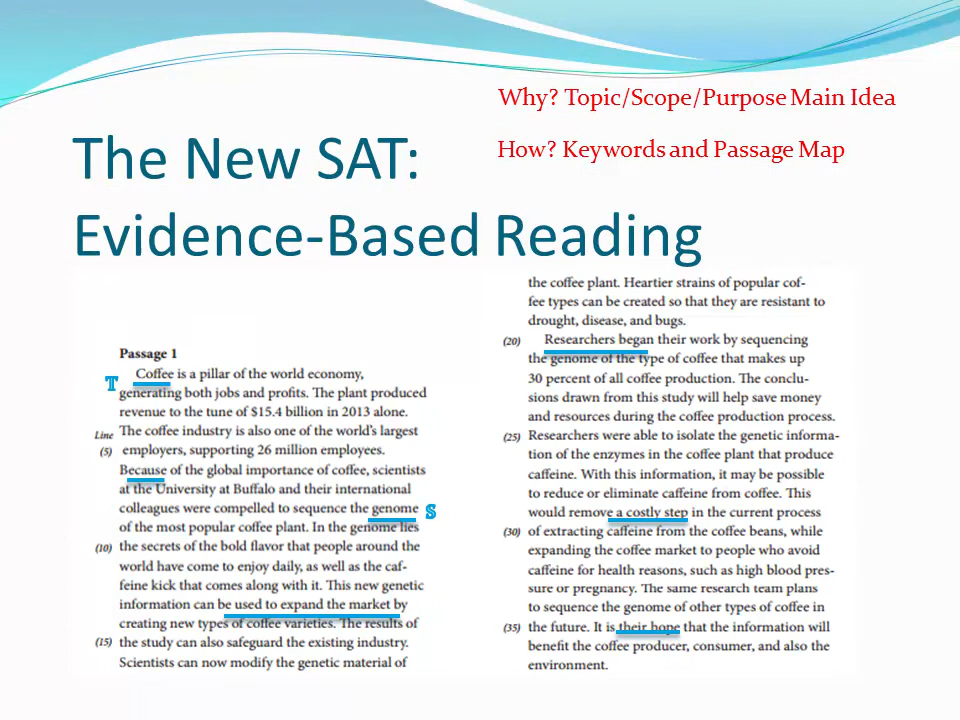 Why? Topic/Scope/Purpose Main Idea
How? Keywords and Passage Map
The New SAT:
Evidence-Based Reading
Passage 1
T
Coffee is a pillar of the world economy,
generating both jobs and profits. The plant produced
revenue to the tune of $15.4 billion in 2013 alone.
Line The coffee industry is also one of the world's largest
(5) employers, supporting 26 million employees.
Because of the global importance of coffee, scientists
at the University at Buffalo and their international
colleagues were compelled to sequence the genome S
of the most popular coffee plant. In the genome lies
(10) the secrets of the bold flavor that people around the
world have come to enjoy daily, as well as the caf-
feine kick that comes along with it. This new genetic
information can be used to expand the market by
creating new types of coffee varieties. The results of
(15) the study can also safeguard the existing industry.
Scientists can now modify the genetic material of
the coffee plant. Heartier strains of popular cof-
fee types can be created so that they are resistant to
drought, disease, and bugs.
(20) Researchers began their work by sequencing
the genome of the type of coffee that makes up
30 percent of all coffee production. The conclu-
sions drawn from this study will help save money
and resources during the coffee production process.
(25) Researchers were able to isolate the genetic informa-
tion of the enzymes in the coffee plant that produce
caffeine. With this information, it may be possible
to reduce or eliminate caffeine from coffee. This
would remove a costly step in the current process
(30) of extracting caffeine from the coffee beans, while
expanding the coffee market to people who avoid
caffeine for health reasons, such as high blood pres-
sure or pregnancy. The same research team plans
to sequence the genome of other types of coffee in
(35) the future. It is their hope that the information will
benefit the coffee producer, consumer, and also the
environment.